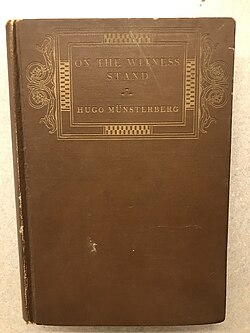 ON THE WITNESS
STAND
HUGO MÜNSTERBERG